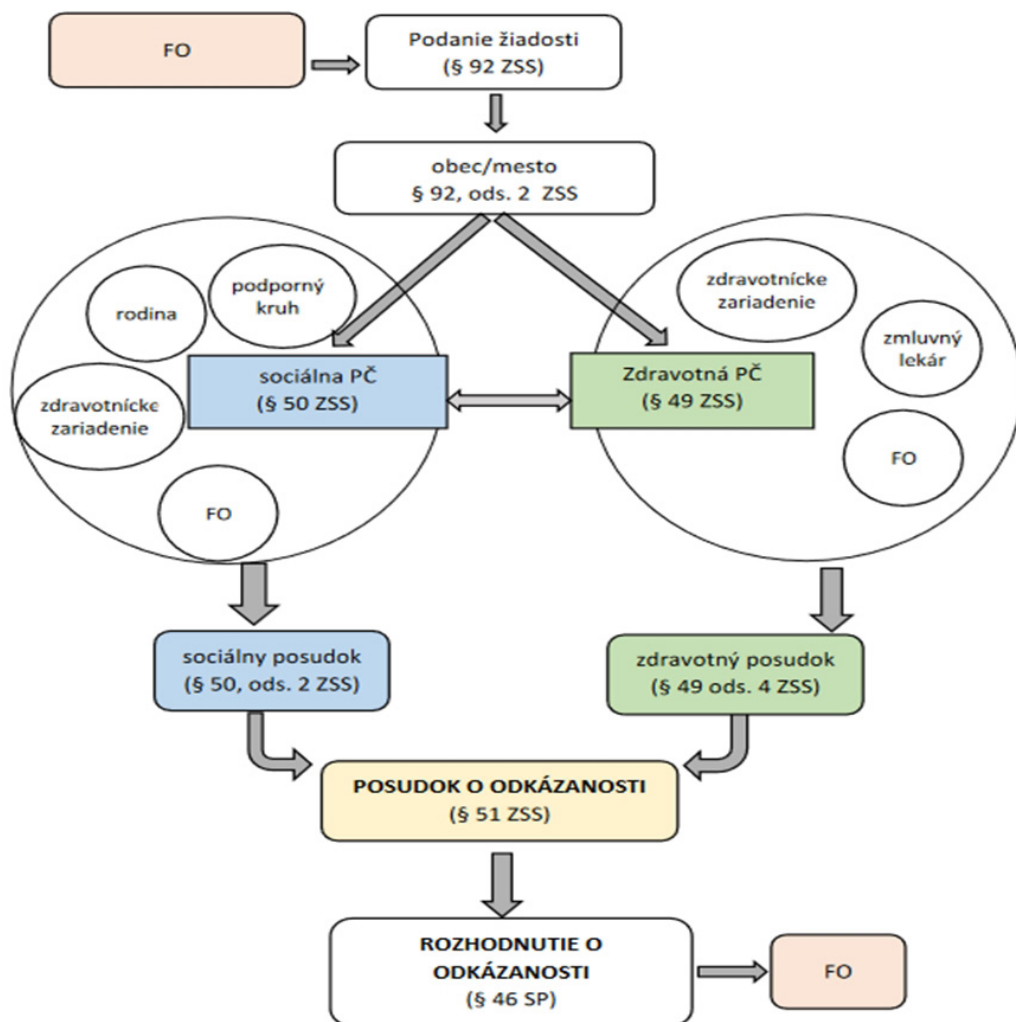 FO
Podanie žiadosti
(§ 92 ZSS)
obec/mesto
§ 92, ods. 2 ZSS
podporný
kruh
rodina
zdravotnícke
zariadenie
sociálna PČ
(§ 50 ZSS)
FO
zdravotnícke
zariadenie
zmluvný
lekár
Zdravotná PČ
(§ 49 ZSS)
FO
sociálny posudok
(§ 50, ods. 2 ZSS)
zdravotný posudok
(§ 49 ods. 4 ZSS)
POSUDOK O ODKÁZANOSTI
(§ 51 ZSS)
ROZHODNUTIE O
ODKÁZANOSTI
(§ 46 SP)
FO